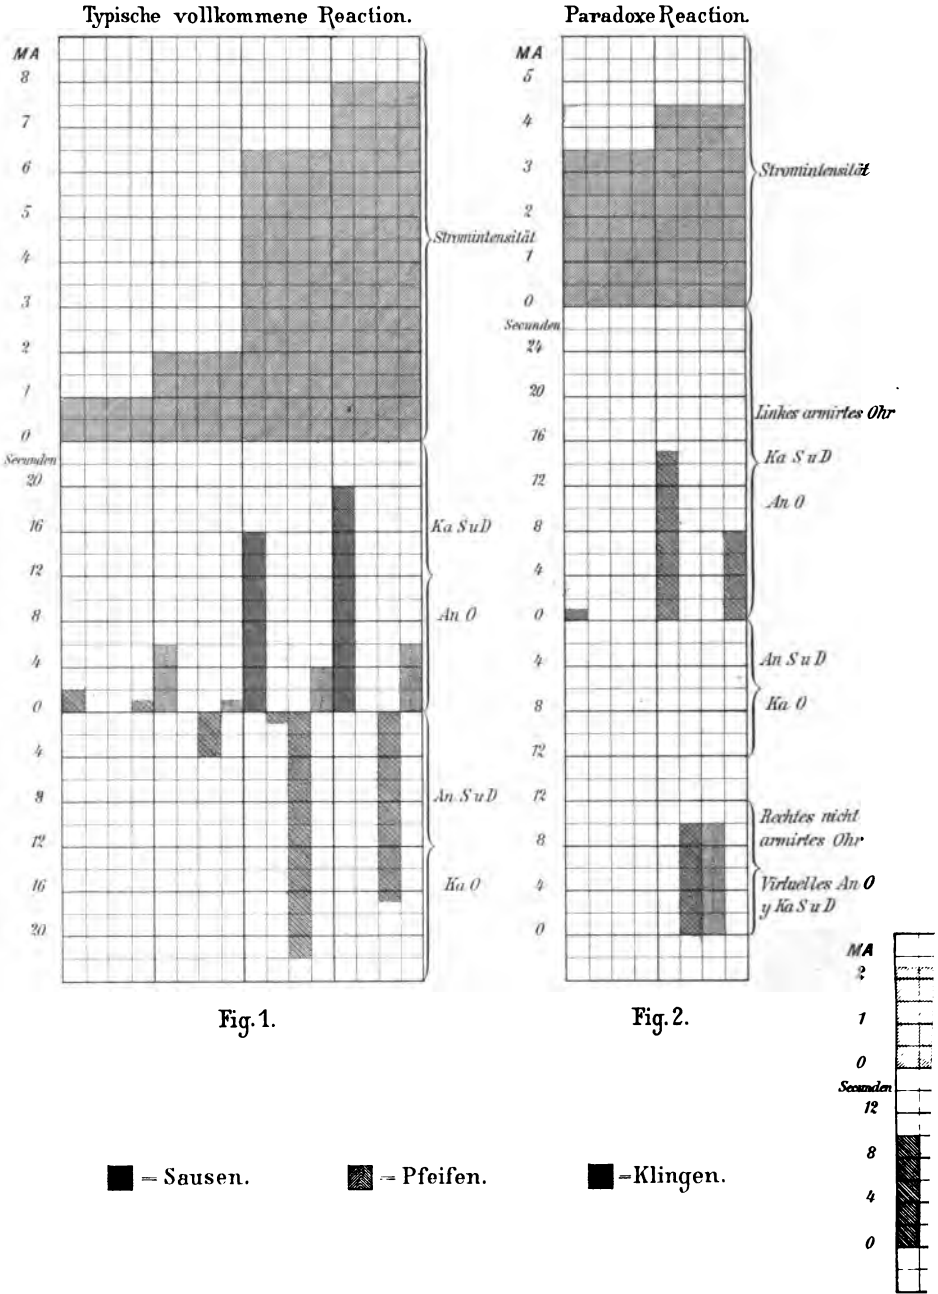 Typische vollkommene Reaction.
MA
8
7
6
5
4
3
2
1
0
Secunden
20
16
12
8
4
0
4
8
12
16
20
Stromintensität
Ka S u D
An O
An S u D
Ka O
Fig. 1.
Paradoxe Reaction.
MA
5
4
3
2
1
0
Secunden
24
20
16
12
8
4
0
4
8
12
12
8
4
0
Stromintensität
Linkes armirtes Ohr
Ka S u D
An O
An S u D
Ka O
Rechtes nicht
armirtes Ohr
Virtuelles An O
y Ka S u D
Fig. 2.
MA
2
1
0
Secunden
12
8
4
0
= Sausen.
= Pfeifen.
= Klingen.